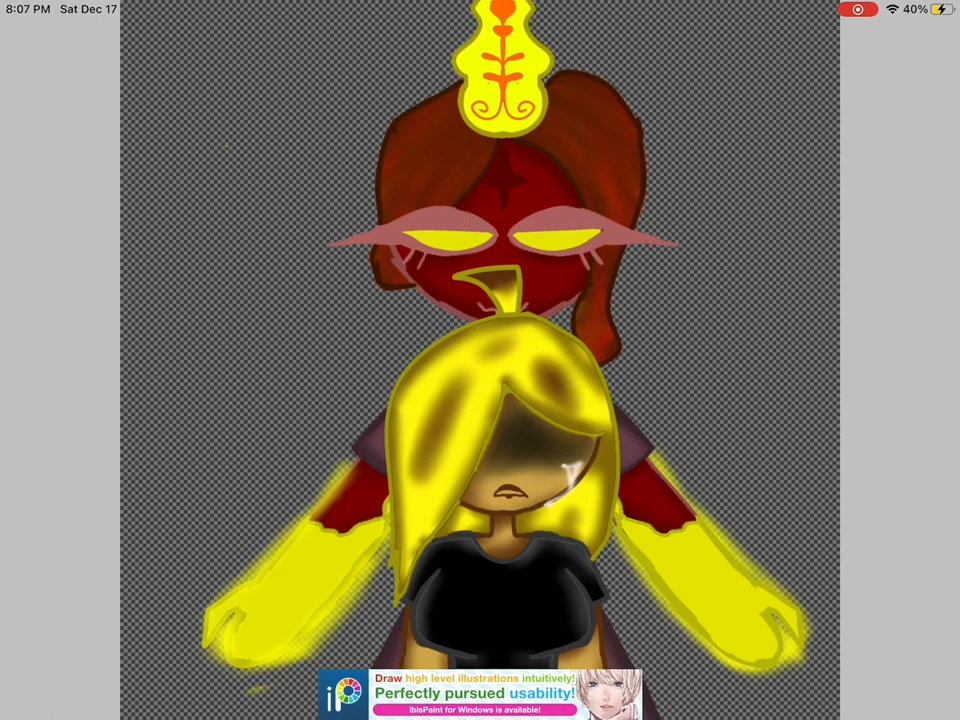 8:07 PM Sat Dec 17
40%
iP
Draw high level illustrations intuitively!
Perfectly pursued usability!
ibisPaint for Windows is available!